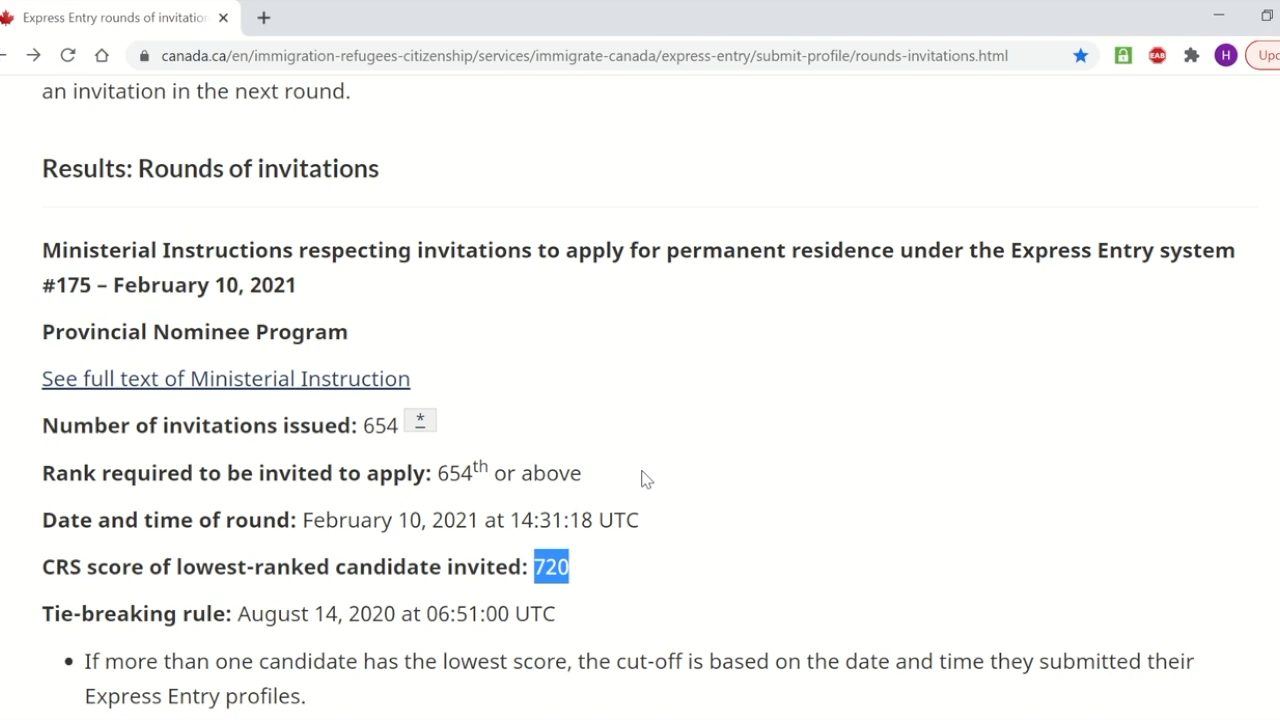 Express Entry rounds of invitatio
canada.ca/en/immigration-refugees-citizenship/services/immigrate-canada/express-entry/submit-profile/rounds-invitations.html
EAB
H
an invitation in the next round.
Results: Rounds of invitations
Ministerial Instructions respecting invitations to apply for permanent residence under the Express Entry system
#175 – February 10, 2021
Provincial Nominee Program
See full text of Ministerial Instruction
Number of invitations issued: 654 *
Rank required to be invited to apply: 654th or above
Date and time of round: February 10, 2021 at 14:31:18 UTC
CRS score of lowest-ranked candidate invited: 720
Tie-breaking rule: August 14, 2020 at 06:51:00 UTC
• If more than one candidate has the lowest score, the cut-off is based on the date and time they submitted their
Express Entry profiles.